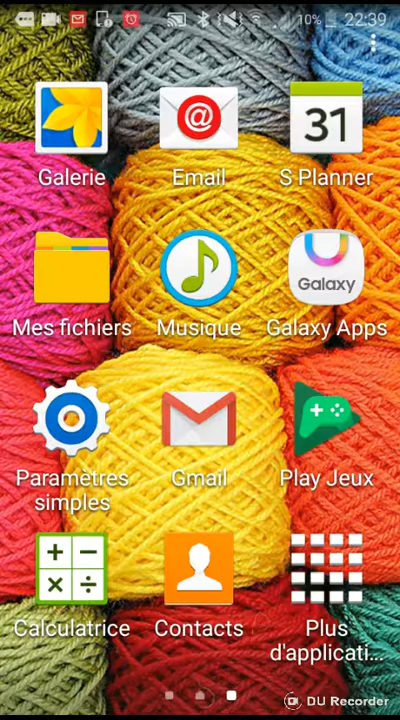 10% 22:39
31
Galerie Email S Planner
Galaxy
Mes fichiers Musique Galaxy Apps
Paramètres simples Gmail Play Jeux
Calculatrice Contacts Plus d'applicati...
DU Recorder